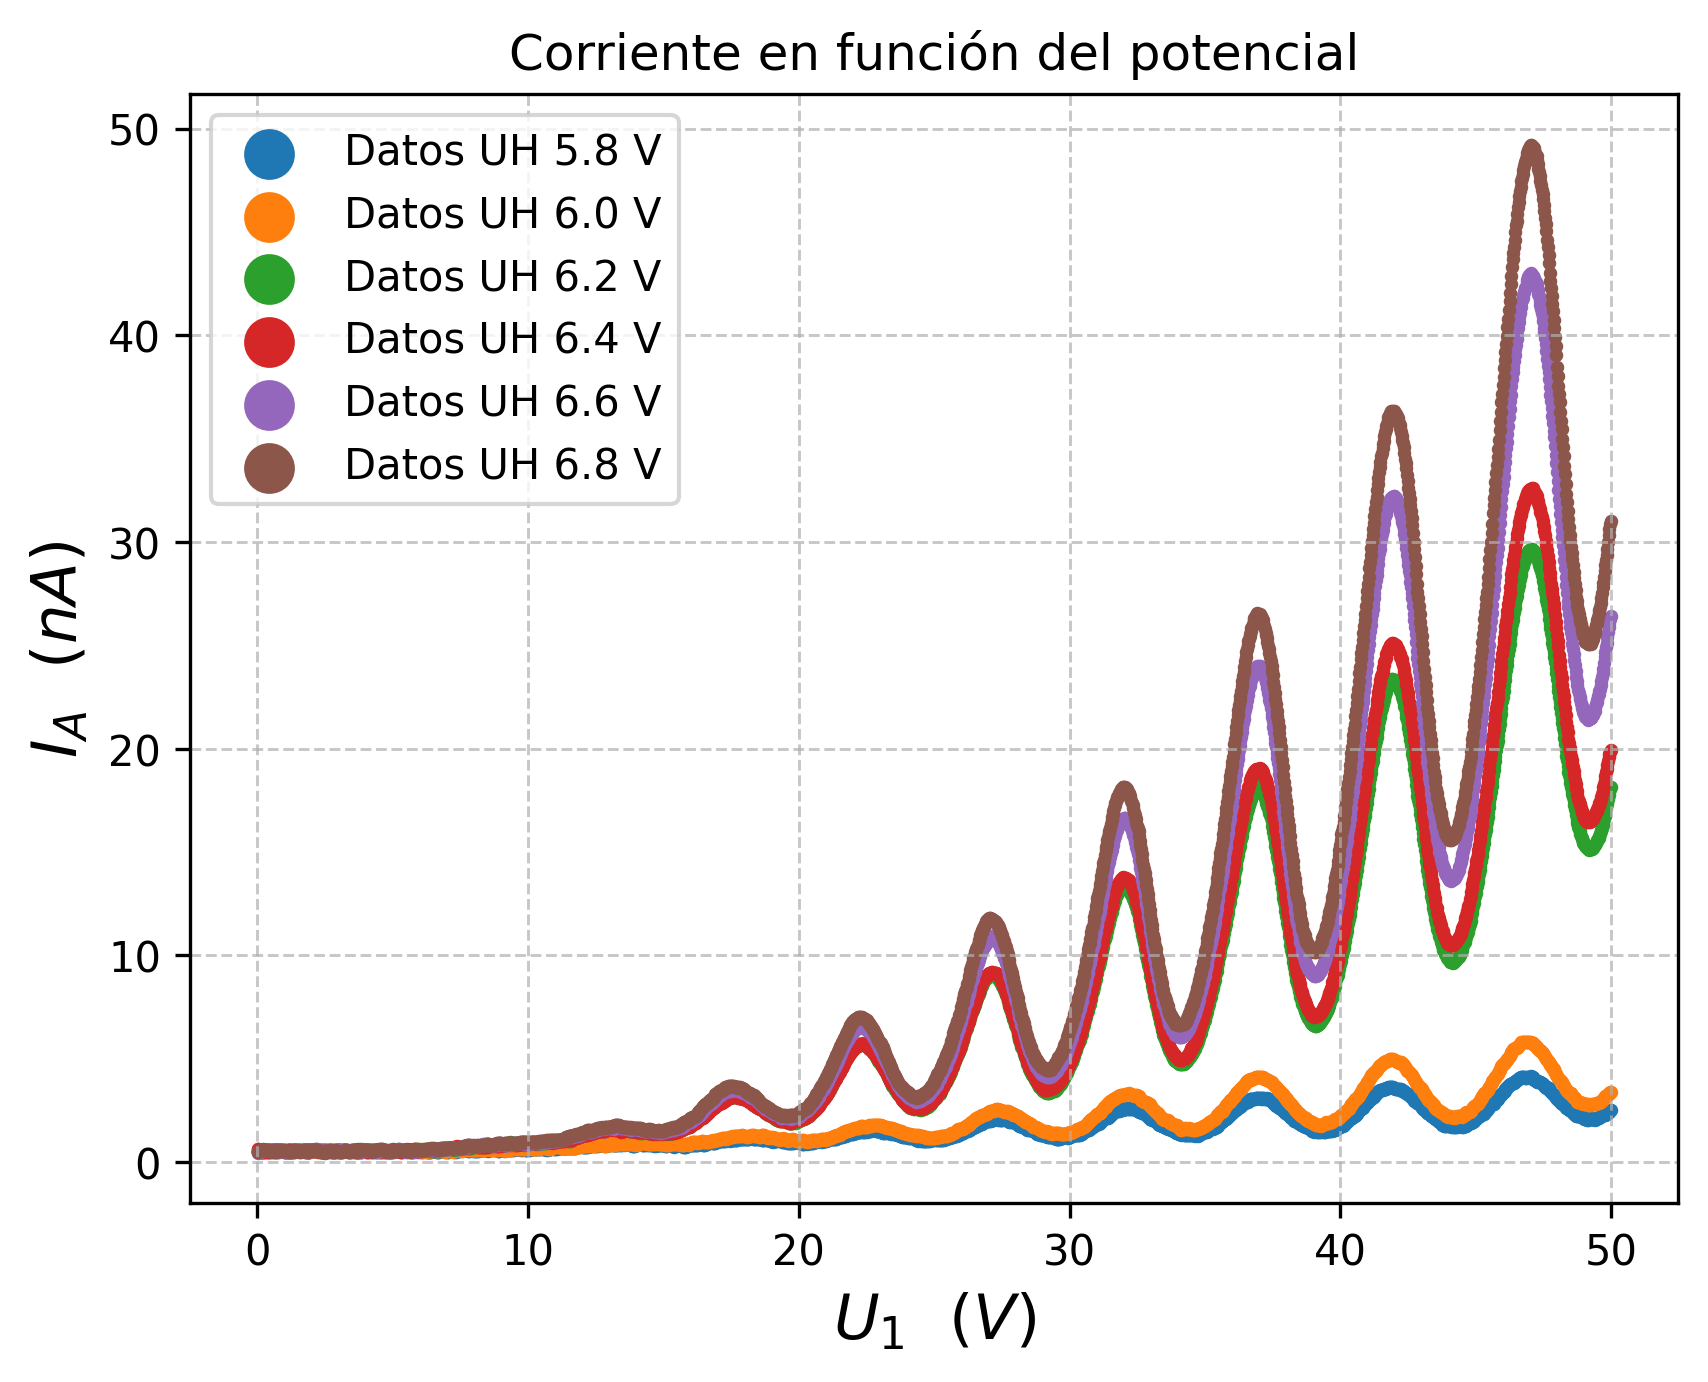 Corriente en función del potencial
50
40
30
20
10
0
I_A (nA)
Datos UH 5.8 V
Datos UH 6.0 V
Datos UH 6.2 V
Datos UH 6.4 V
Datos UH 6.6 V
Datos UH 6.8 V
0 10 20 30 40 50
U_1 (V)